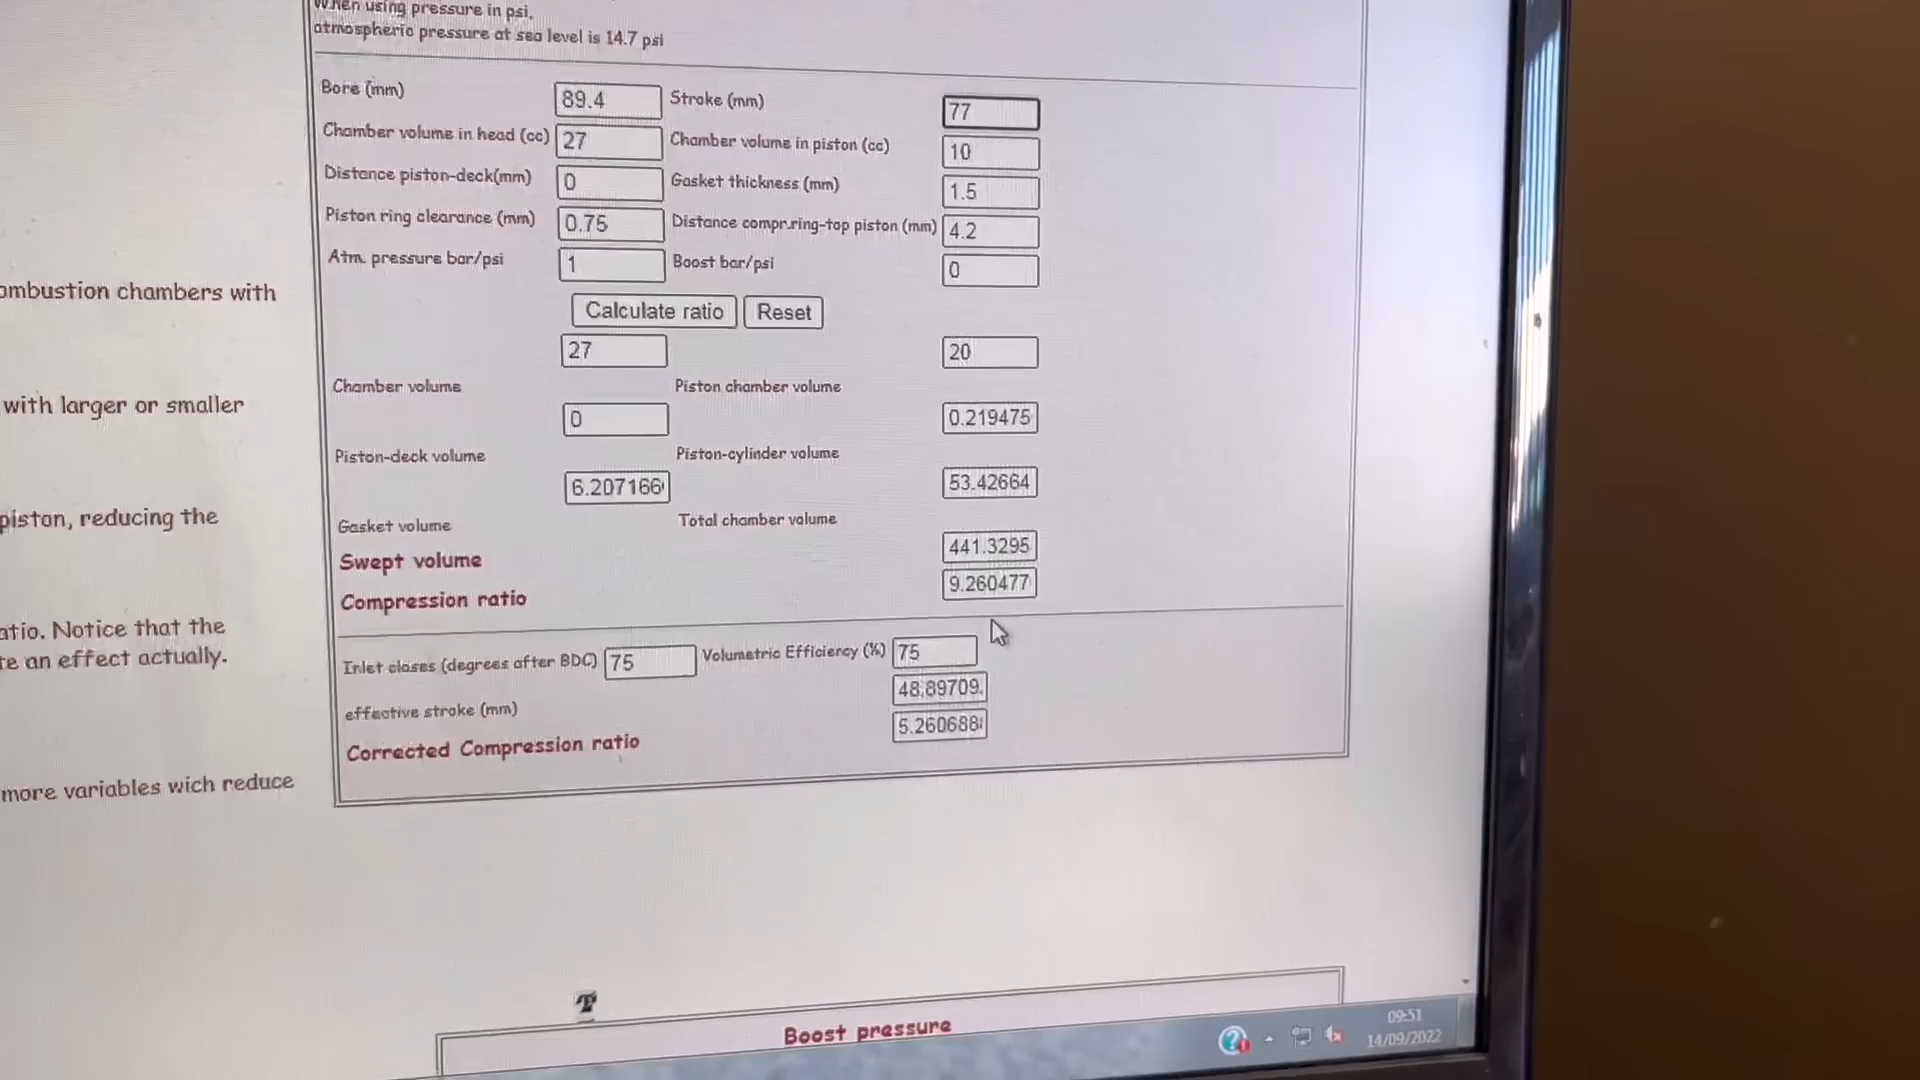 When using pressure in psi,
atmospheric pressure at sea level is 14.7 psi
Bore (mm) 89.4 Stroke (mm) 77
Chamber volume in head (cc) 27 Chamber volume in piston (cc) 10
Distance piston-deck(mm) 0 Gasket thickness (mm) 1.5
Piston ring clearance (mm) 0.75 Distance compr.ring-top piston (mm) 4.2
Atm. pressure bar/psi 1 Boost bar/psi 0
Calculate ratio Reset
27 20
Chamber volume Piston chamber volume
0 0.219475
Piston-deck volume Piston-cylinder volume
6.207166 53.42664
Gasket volume Total chamber volume
Swept volume 441.3295
Compression ratio 9.260477
Inlet closes (degrees after BDC) 75 Volumetric Efficiency (%) 75
effective stroke (mm) 48.89709
Corrected Compression ratio 5.260688
ombustion chambers with
with larger or smaller
piston, reducing the
atio. Notice that the
te an effect actually.
more variables wich reduce
Boost pressure
09:51
14/09/2022